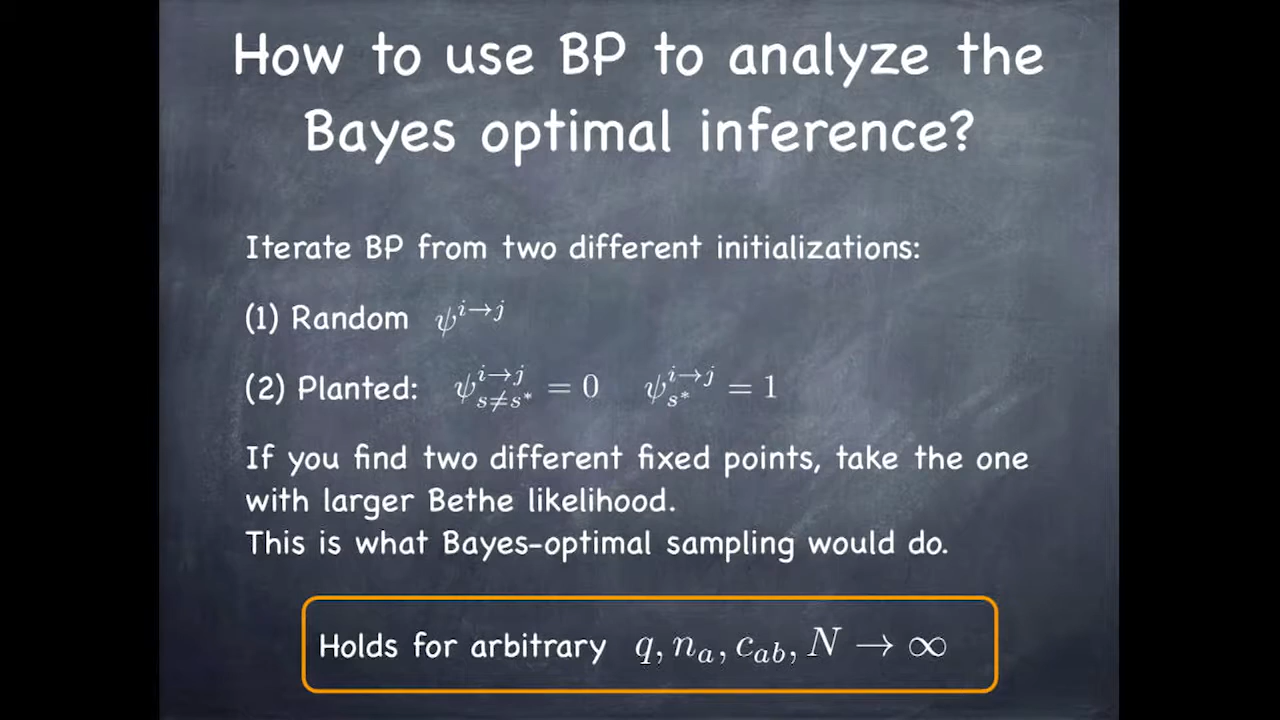 How to use BP to analyze the
Bayes optimal inference?
Iterate BP from two different initializations:
(1) Random ψ^{i→j}
(2) Planted: ψ^{i→j}_{s≠s*} = 0 ψ^{i→j}_{s*} = 1
If you find two different fixed points, take the one
with larger Bethe likelihood.
This is what Bayes-optimal sampling would do.
Holds for arbitrary q, n_a, c_{ab}, N → ∞